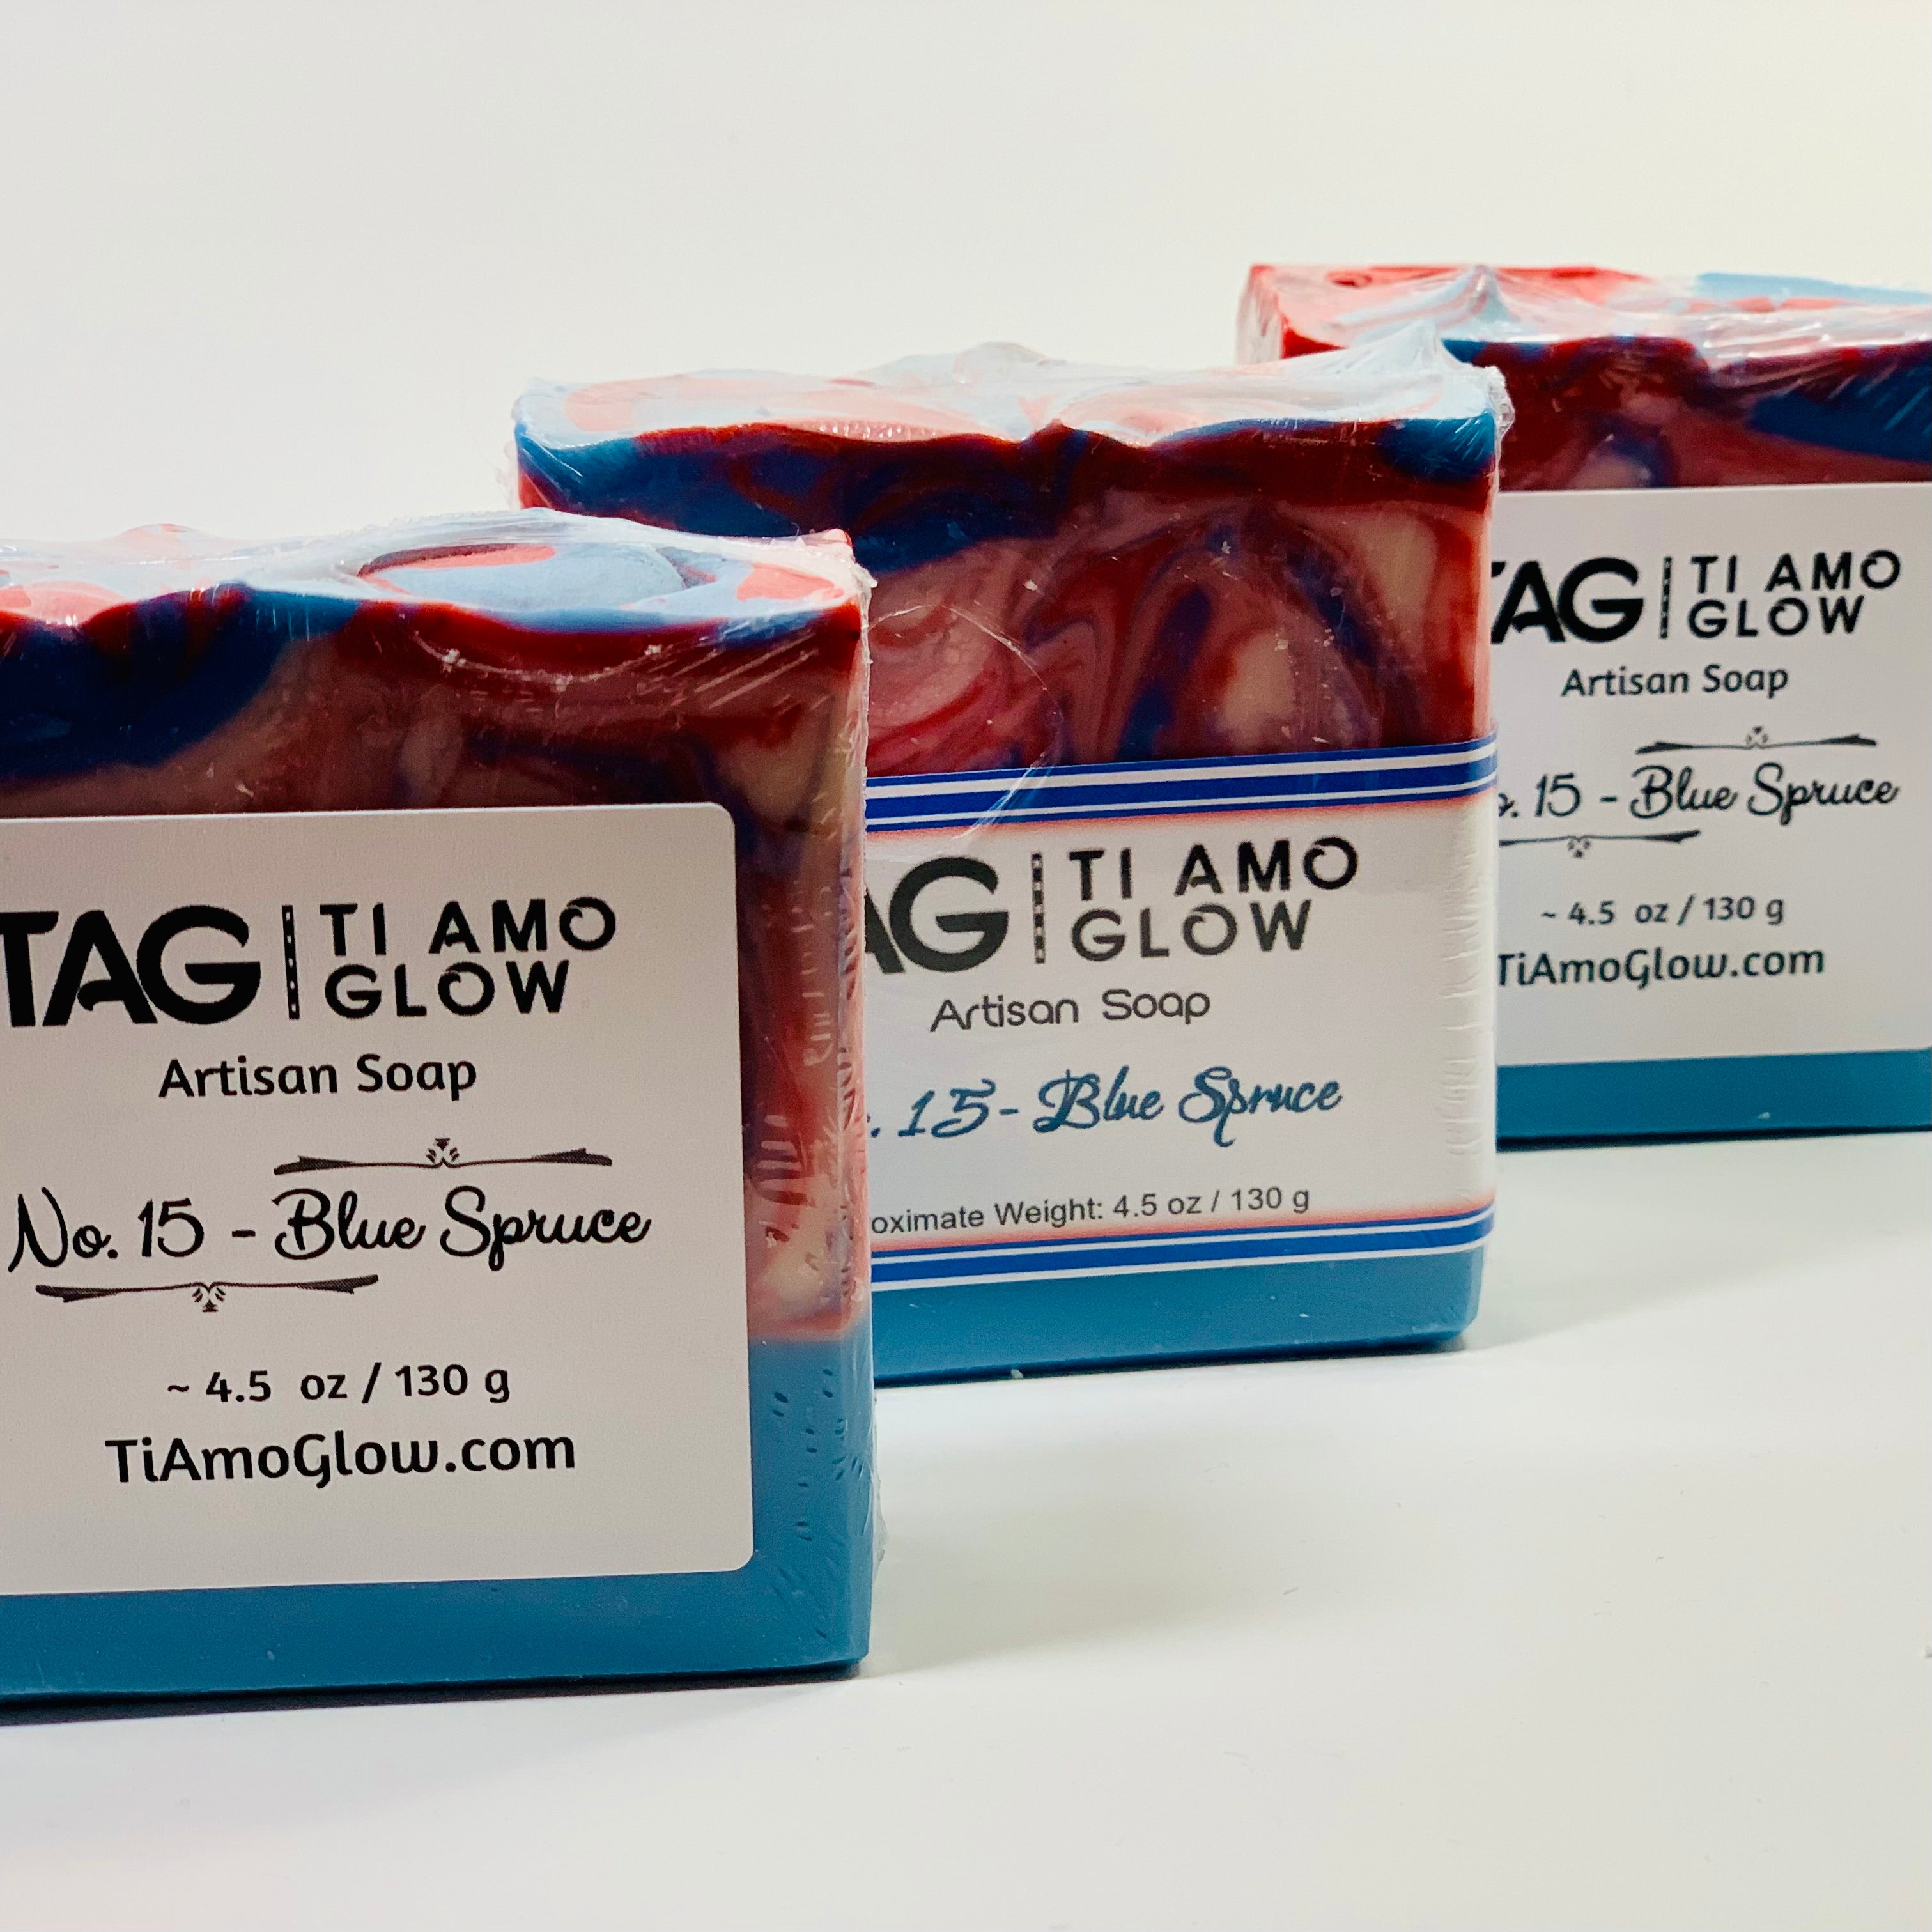 TAG TI AMO
GLOW
Artisan Soap
No. 15 - Blue Spruce
~ 4.5 oz / 130 g
TiAmoGlow.com
AG TI AMO
GLOW
Artisan Soap
. 15 - Blue Spruce
oximate Weight: 4.5 oz / 130 g
TAG TI AMO
GLOW
Artisan Soap
o. 15 - Blue Spruce
~ 4.5 oz / 130 g
TiAmoGlow.com